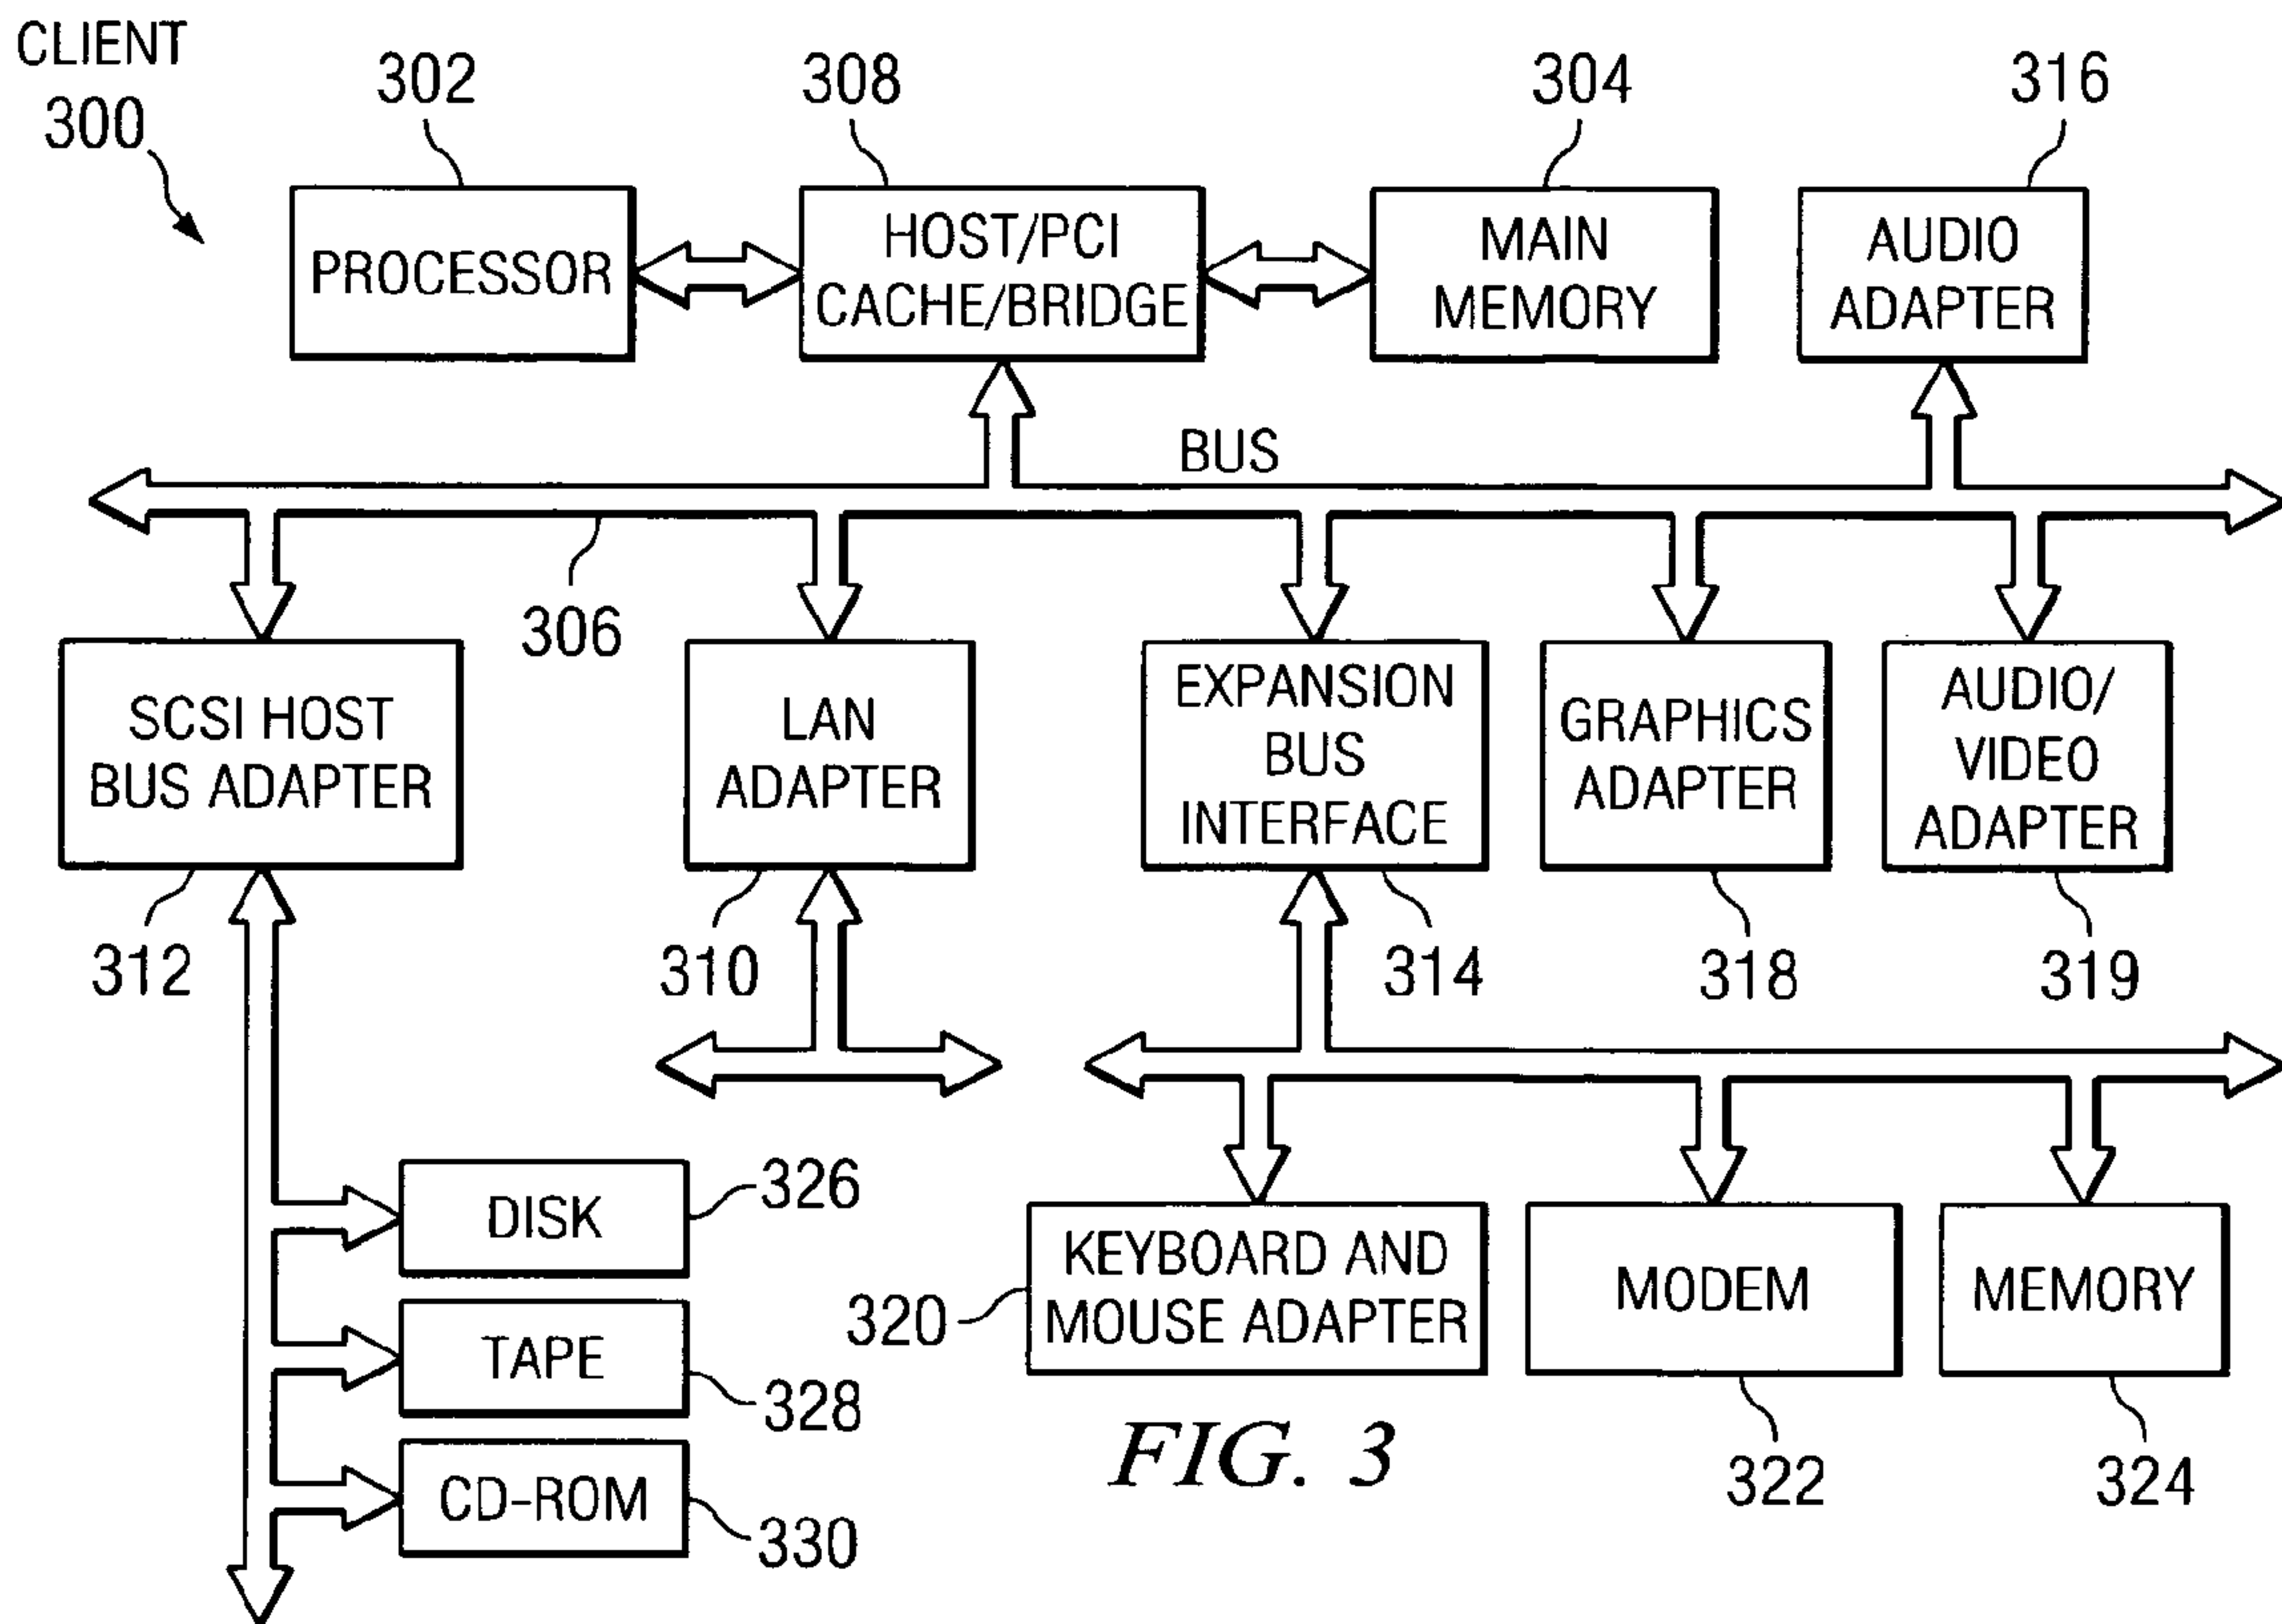 CLIENT
300
302
308
304
316
PROCESSOR
HOST/PCI
CACHE/BRIDGE
MAIN
MEMORY
AUDIO
ADAPTER
BUS
306
SCSI HOST
BUS ADAPTER
LAN
ADAPTER
EXPANSION
BUS
INTERFACE
GRAPHICS
ADAPTER
AUDIO/
VIDEO
ADAPTER
312
310
314
318
319
DISK
326
TAPE
328
CD-ROM
330
320
KEYBOARD AND
MOUSE ADAPTER
MODEM
MEMORY
322
324
FIG. 3